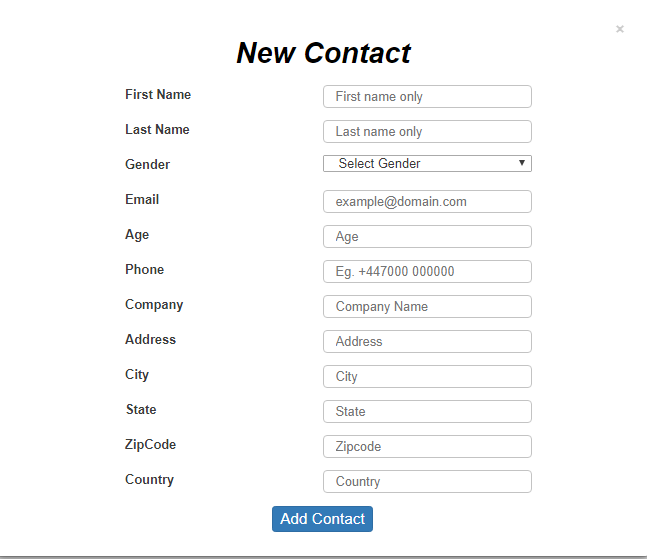 ×
New Contact
First Name First name only
Last Name Last name only
Gender Select Gender
Email example@domain.com
Age Age
Phone Eg. +447000 000000
Company Company Name
Address Address
City City
State State
ZipCode Zipcode
Country Country
Add Contact